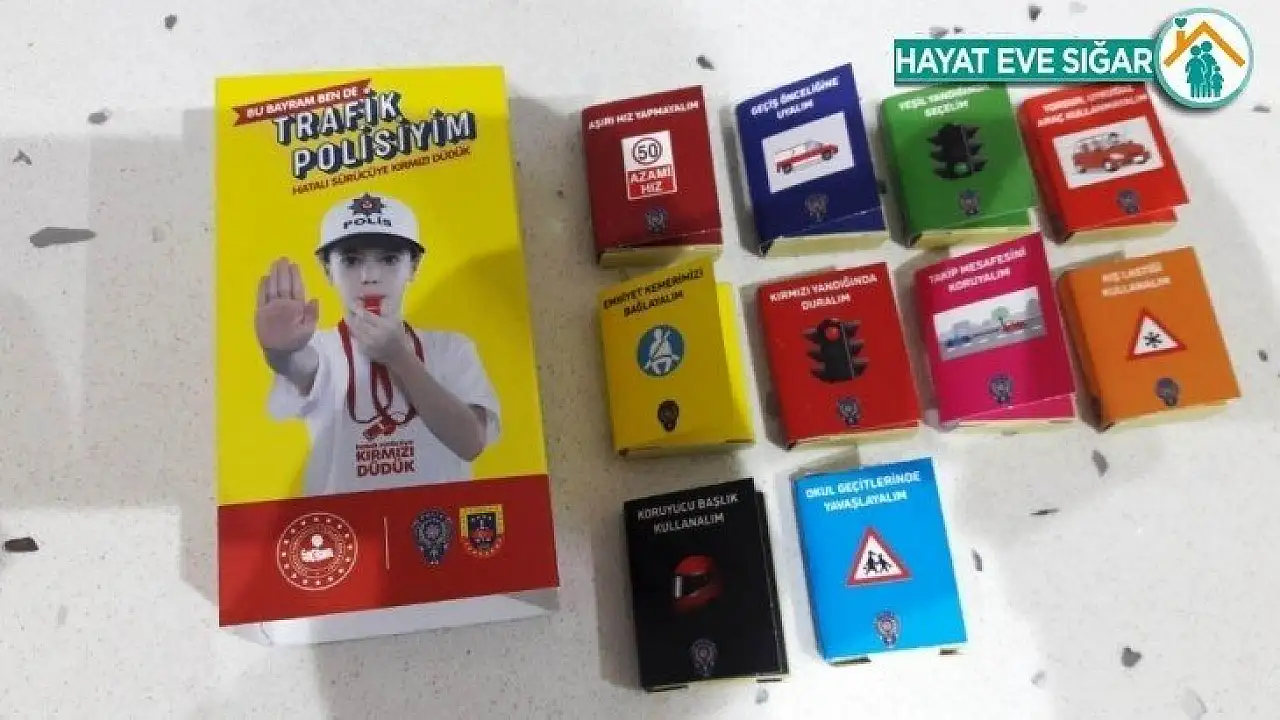 HAYAT EVE SIĞAR
BU BAYRAM BEN DE
TRAFİK
POLİSİYİM
HATALI SÜRÜCÜYE KIRMIZI DÜDÜK
POLİS
KIRMIZI
DÜDÜK
AŞIRI HIZ YAPMAYALIM
50
AZAMİ
HIZ
GEÇİŞ ÖNCELİĞİNE
UYALIM
YEŞİL YANDIĞINDA
GEÇELİM
ARAÇ KULLANMAYALIM
EMNİYET KEMERİMİZİ
BAĞLAYALIM
KIRMIZI YANDIĞINDA
DURALIM
TAKİP MESAFESİNİ
KORUYALIM
KIŞ LASTİĞİ
KULLANALIM
KORUYUCU BAŞLIK
KULLANALIM
OKUL GEÇİTLERİNDE
YAVAŞLAYALIM